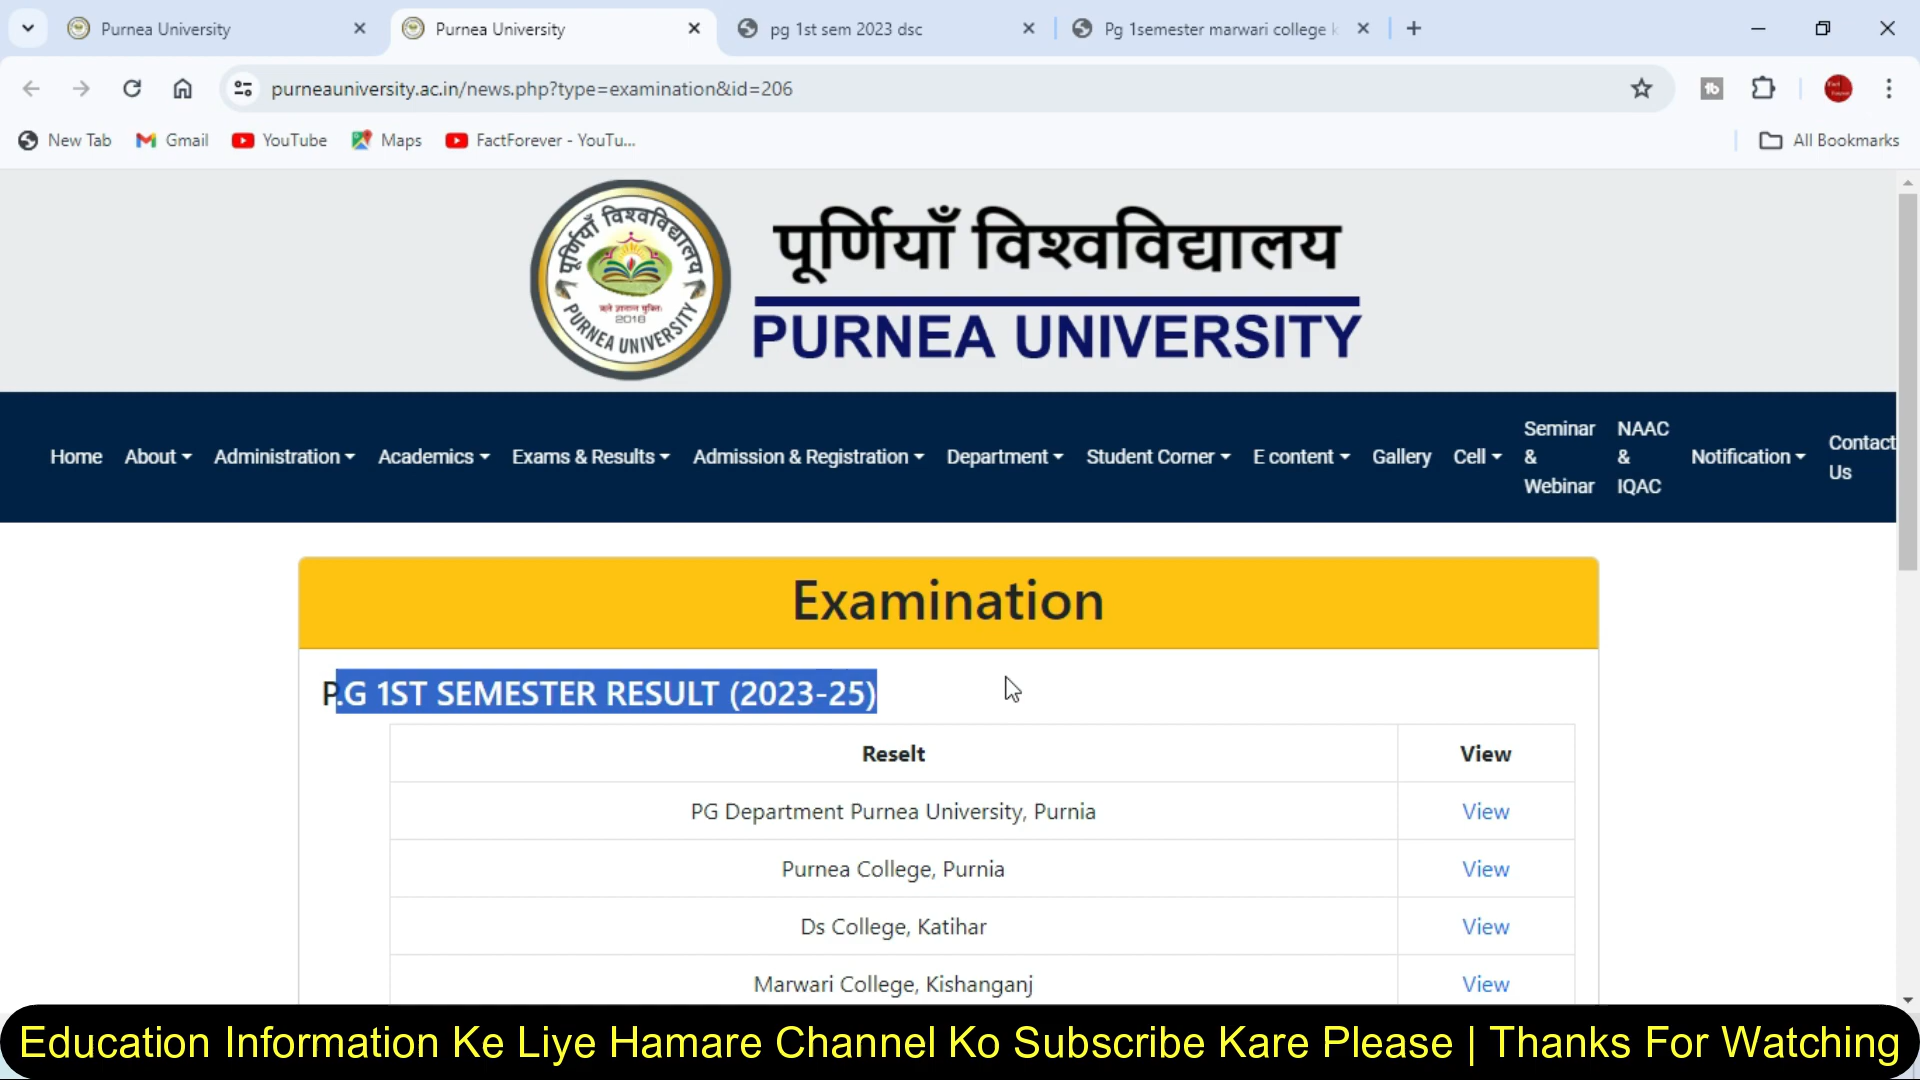 Purnea University
Purnea University
pg 1st sem 2023 dsc
Pg 1semester marwari college k
purneauniversity.ac.in/news.php?type=examination&id=206
New Tab
Gmail
YouTube
Maps
FactForever - YouTu...
All Bookmarks
पूर्णियाँ विश्वविद्यालय
2018
PURNEA UNIVERSITY
पूर्णियाँ विश्वविद्यालय
PURNEA UNIVERSITY
Home About Administration Academics Exams & Results Admission & Registration Department Student Corner E content Gallery Cell Seminar & Webinar NAAC & IQAC Notification Contact Us
Examination
P.G 1ST SEMESTER RESULT (2023-25)
Reselt View
PG Department Purnea University, Purnia View
Purnea College, Purnia View
Ds College, Katihar View
Marwari College, Kishanganj View
Education Information Ke Liye Hamare Channel Ko Subscribe Kare Please | Thanks For Watching